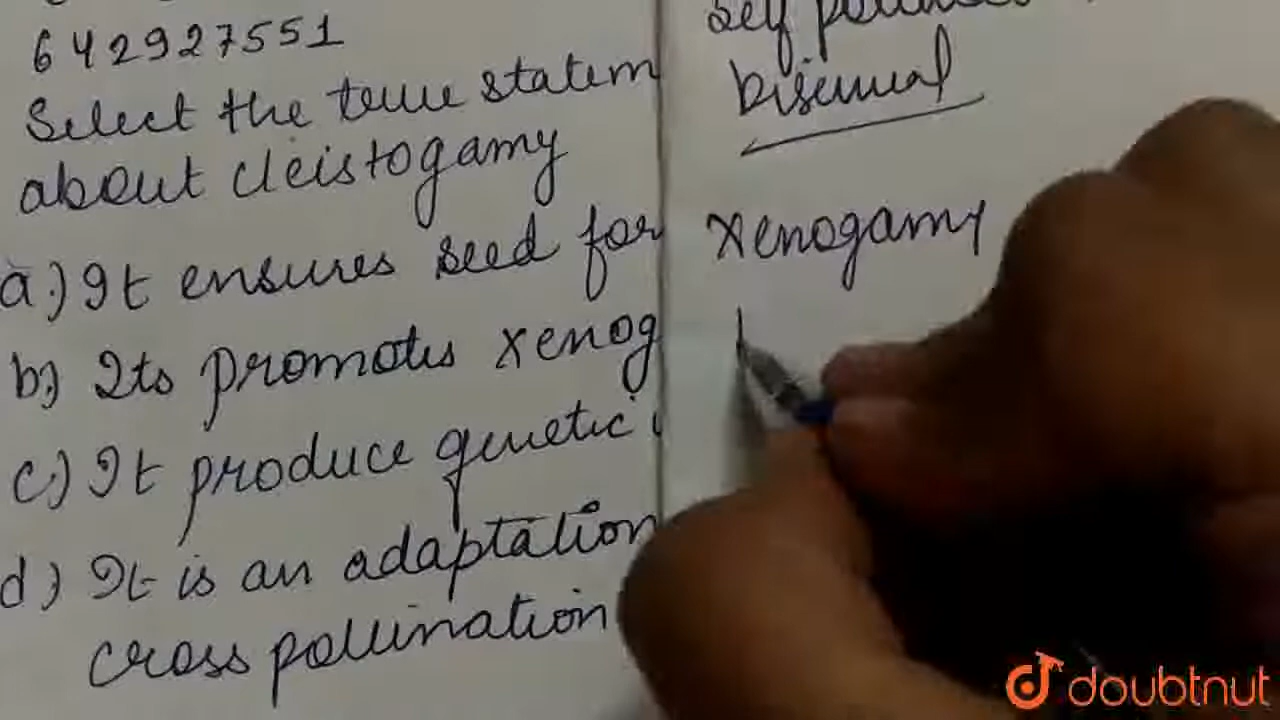 642927551
Select the true statem
about cleistogamy
a.) It ensures seed for
b.) Its promotes xenog
c.) It produce genetic
d.) It is an adaptation
cross pollination
self
bisexual
xenogamy
doubtnut